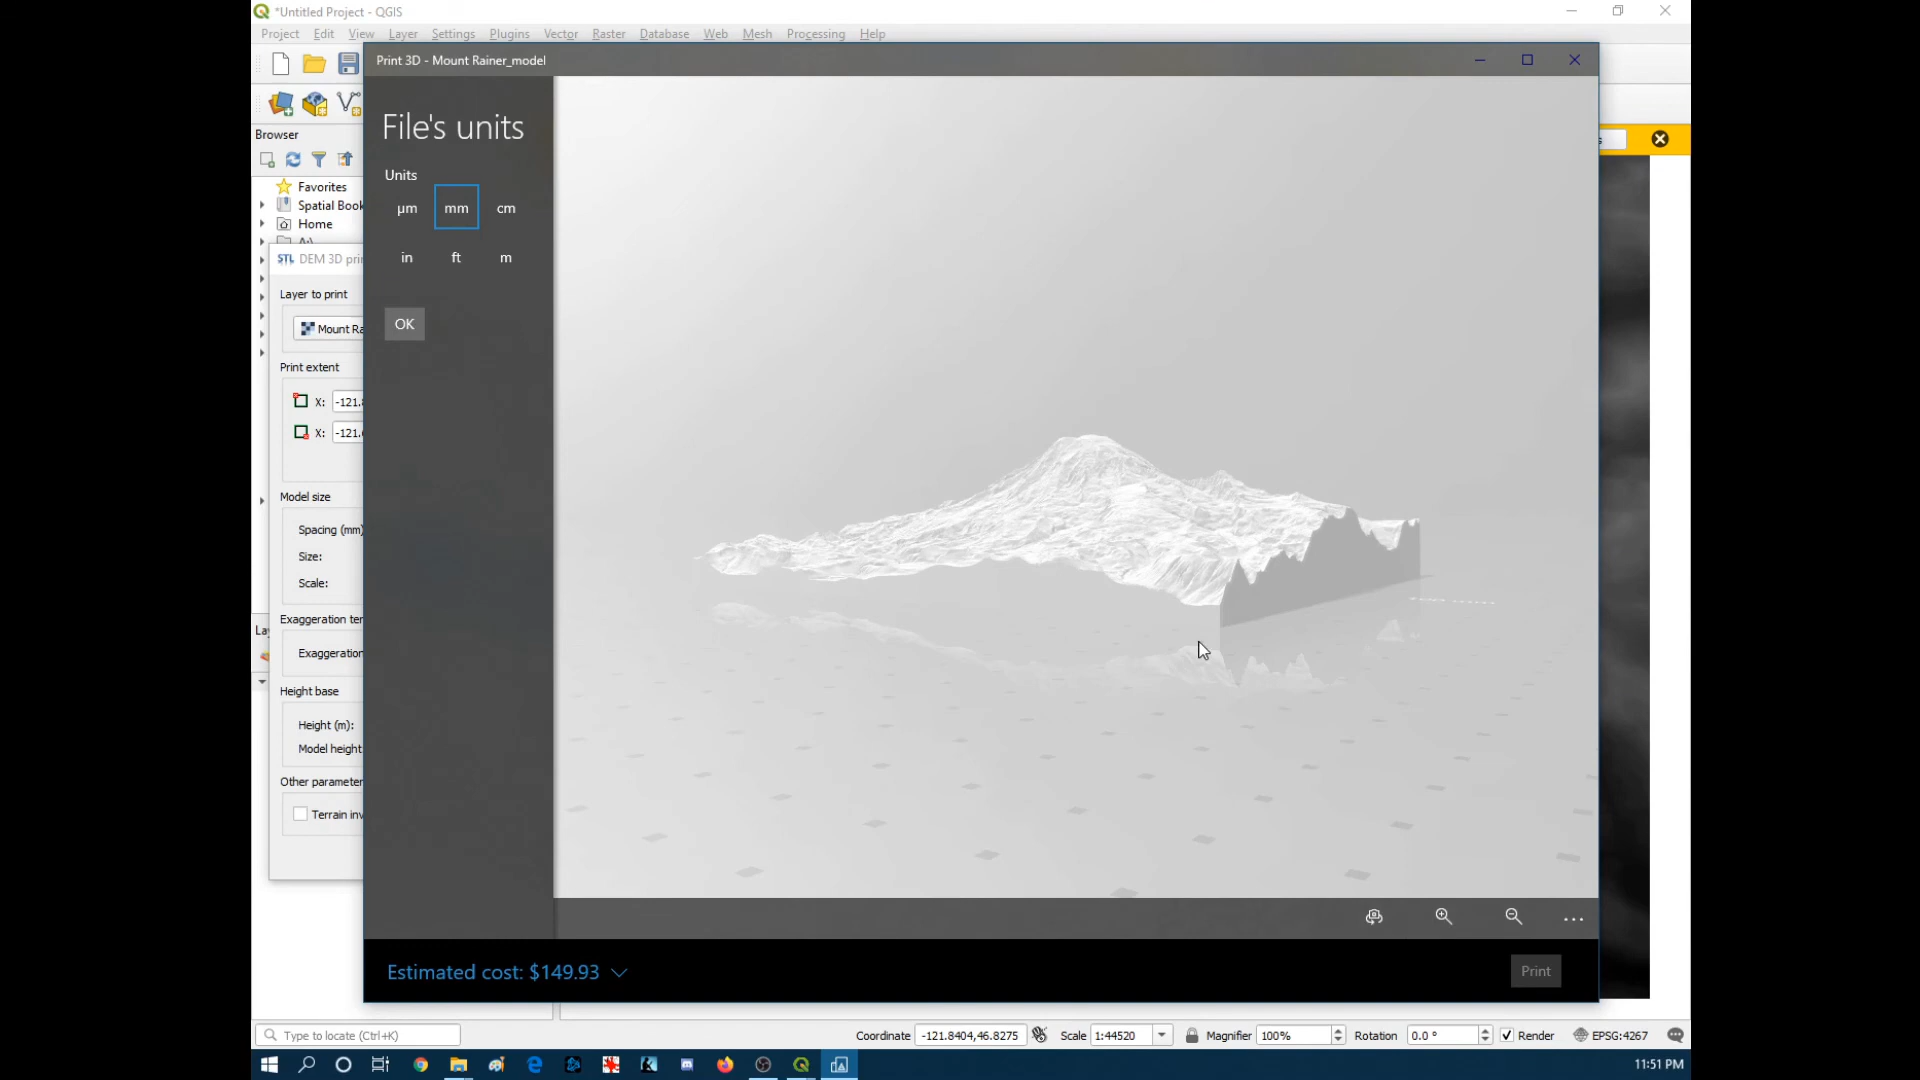 *Untitled Project - QGIS
Project Edit View Layer Settings Plugins Vector Raster Database Web Mesh Processing Help
Print 3D - Mount Rainer_model
File's units
Units
µm mm cm
in ft m
OK
Browser
Favorites
Spatial Book
Home
A:\
STL DEM 3D prin
Layer to print
Mount Ra
Print extent
X: -121.
X: -121.
Model size
Spacing (mm)
Size:
Scale:
Exaggeration ter
Exaggeration
Height base
Height (m):
Model height
Other parameter
Terrain inv
La
Estimated cost: $149.93
Print
Type to locate (Ctrl+K) Coordinate -121.8404,46.8275 Scale 1:44520 Magnifier 100% Rotation 0.0 ° Render EPSG:4267
11:51 PM